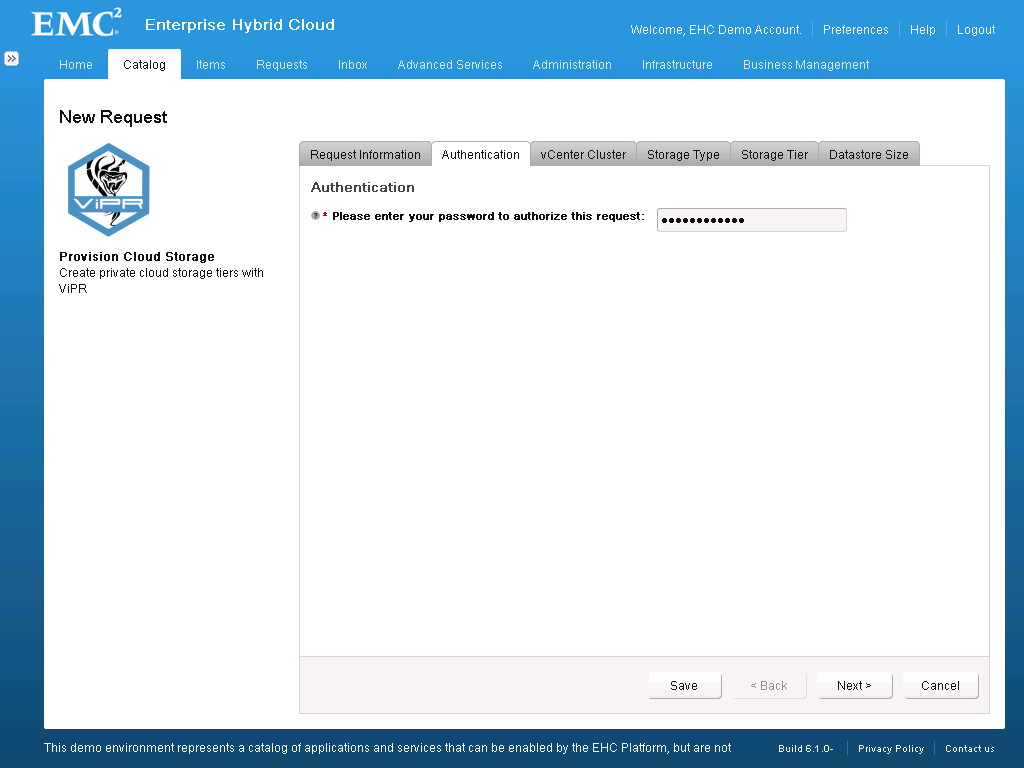 EMC²
Enterprise Hybrid Cloud
Welcome, EHC Demo Account. Preferences Help Logout
Home Catalog Items Requests Inbox Advanced Services Administration Infrastructure Business Management
New Request
ViPR
Provision Cloud Storage
Create private cloud storage tiers with
ViPR
Request Information Authentication vCenter Cluster Storage Type Storage Tier Datastore Size
Authentication
? * Please enter your password to authorize this request: ••••••••••••
Save < Back Next > Cancel
This demo environment represents a catalog of applications and services that can be enabled by the EHC Platform, but are not
Build 6.1.0- Privacy Policy Contact us